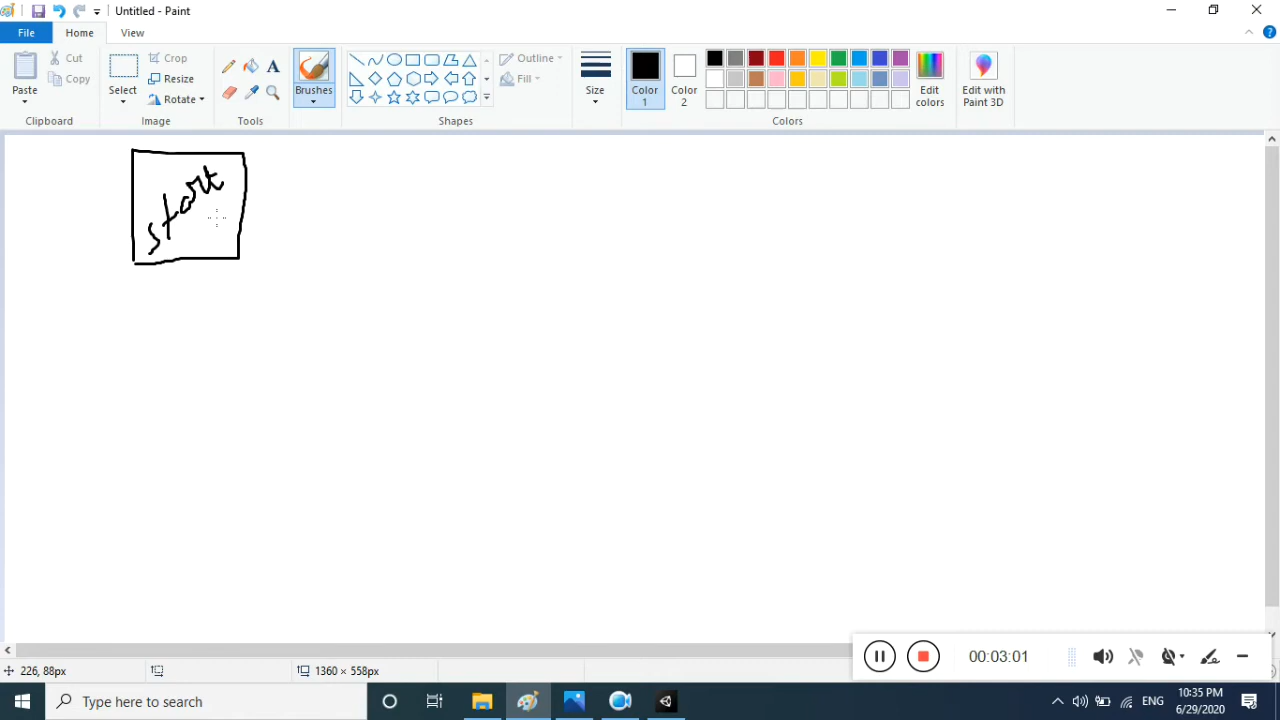 Untitled - Paint
File
Home
View
Paste
Cut
Copy
Clipboard
Select
Crop
Resize
Rotate
Image
A
Tools
Brushes
Outline
Fill
Shapes
Size
Color 1
Color 2
Edit colors
Edit with Paint 3D
Colors
start
226, 88px
1360 × 558px
00:03:01
Type here to search
ENG
10:35 PM
6/29/2020